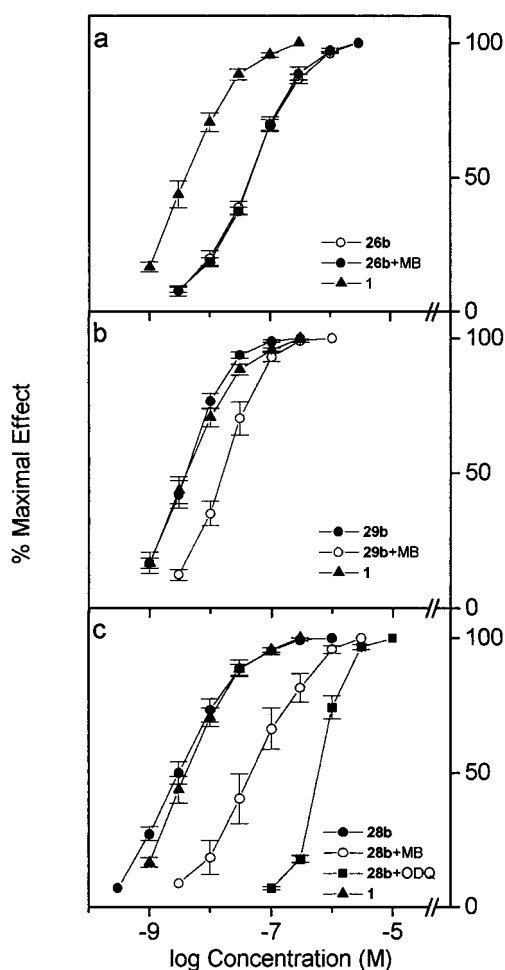 a
100
50
0
26b
26b+MB
1
b
100
50
0
29b
29b+MB
1
c
100
50
0
28b
28b+MB
28b+ODQ
1
% Maximal Effect
-9 -7 -5
log Concentration (M)